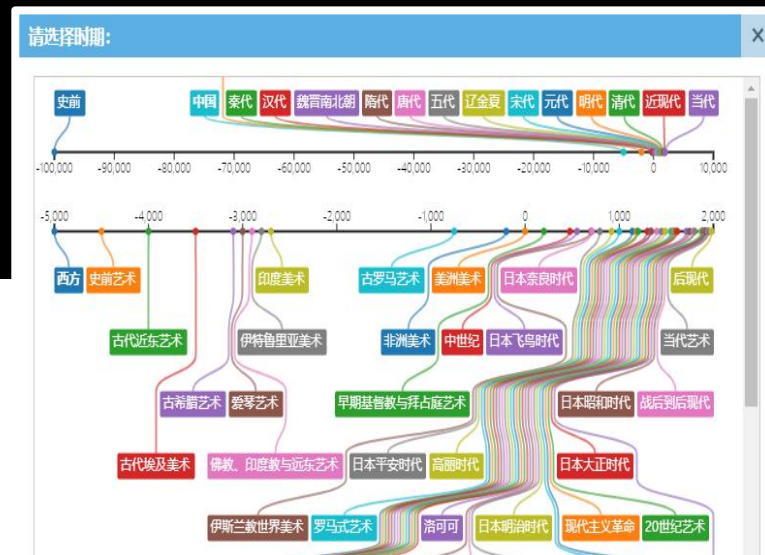 请选择时期：
史前 中国 秦代 汉代 魏晋南北朝 隋代 唐代 五代 辽金夏 宋代 元代 明代 清代 近现代 当代
-100,000 -90,000 -80,000 -70,000 -60,000 -50,000 -40,000 -30,000 -20,000 -10,000 0 10,000
-5,000 -4,000 -3,000 -2,000 -1,000 0 1,000 2,000
西方 史前艺术 印度美术 古罗马艺术 美洲美术 日本奈良时代 后现代
古代近东艺术 伊特鲁里亚美术 非洲美术 中世纪 日本飞鸟时代 当代艺术
古希腊艺术 爱琴艺术 早期基督教与拜占庭艺术 日本昭和时代 战后到后现代
古代埃及美术 佛教、印度教与远东艺术 日本平安时代 高丽时代 日本大正时代
伊斯兰教世界美术 罗马式艺术 洛可可 日本明治时代 现代主义革命 20世纪艺术